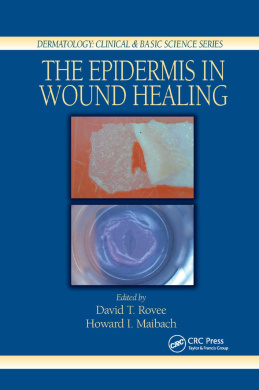 DERMATOLOGY: CLINICAL & BASIC SCIENCE SERIES
THE EPIDERMIS IN
WOUND HEALING
Edited by
David T. Rovee
Howard I. Maibach
CRC
CRC Press
Taylor & Francis Group